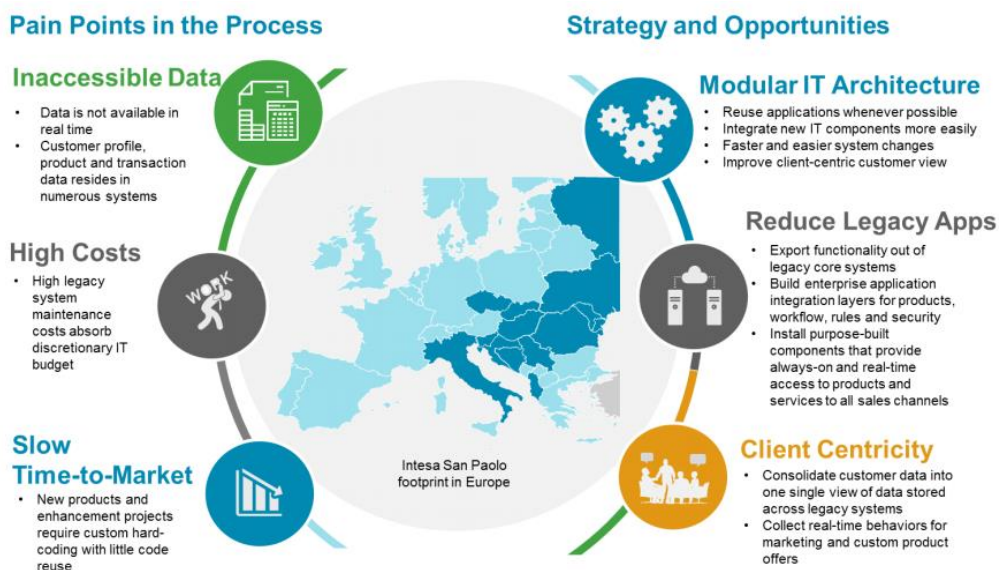 Pain Points in the Process
Inaccessible Data
• Data is not available in
real time
• Customer profile,
product and transaction
data resides in
numerous systems
High Costs
• High legacy
system
maintenance
costs absorb
discretionary IT
budget
WORK
Slow
Time-to-Market
• New products and
enhancement projects
require custom hard-
coding with little code
reuse
Intesa San Paolo
footprint in Europe
Strategy and Opportunities
Modular IT Architecture
• Reuse applications whenever possible
• Integrate new IT components more easily
• Faster and easier system changes
• Improve client-centric customer view
Reduce Legacy Apps
• Export functionality out of
legacy core systems
• Build enterprise application
integration layers for products,
workflow, rules and security
• Install purpose-built
components that provide
always-on and real-time
access to products and
services to all sales channels
Client Centricity
• Consolidate customer data into
one single view of data stored
across legacy systems
• Collect real-time behaviors for
marketing and custom product
offers